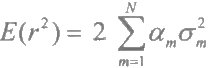 E(r²) = 2 ∑_{m=1}^{N} α_m σ_m²